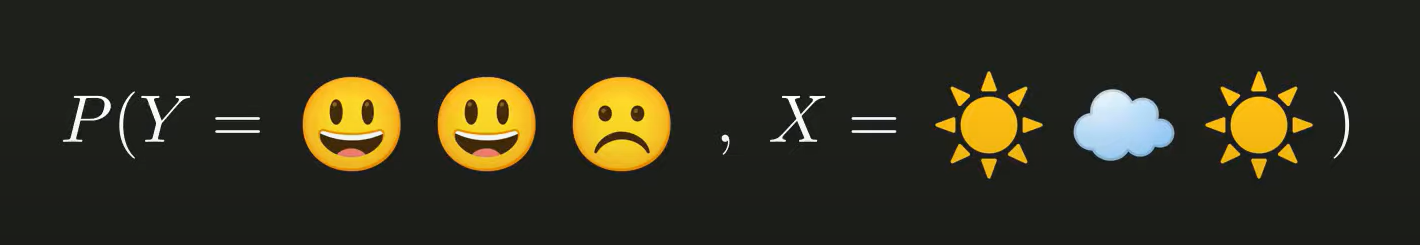 P(Y = 😃 😃 ☹️ , X = ☀️ ☁️ ☀️ )